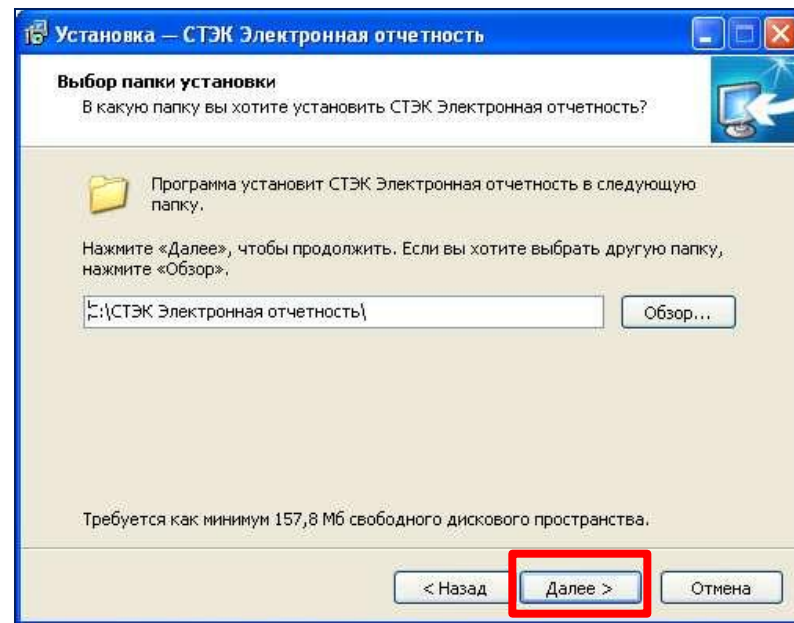 Установка — СТЭК Электронная отчетность
Выбор папки установки
В какую папку вы хотите установить СТЭК Электронная отчетность?
Программа установит СТЭК Электронная отчетность в следующую
папку.
Нажмите «Далее», чтобы продолжить. Если вы хотите выбрать другую папку,
нажмите «Обзор».
C:\СТЭК Электронная отчетность\
Обзор...
Требуется как минимум 157,8 Мб свободного дискового пространства.
< Назад
Далее >
Отмена